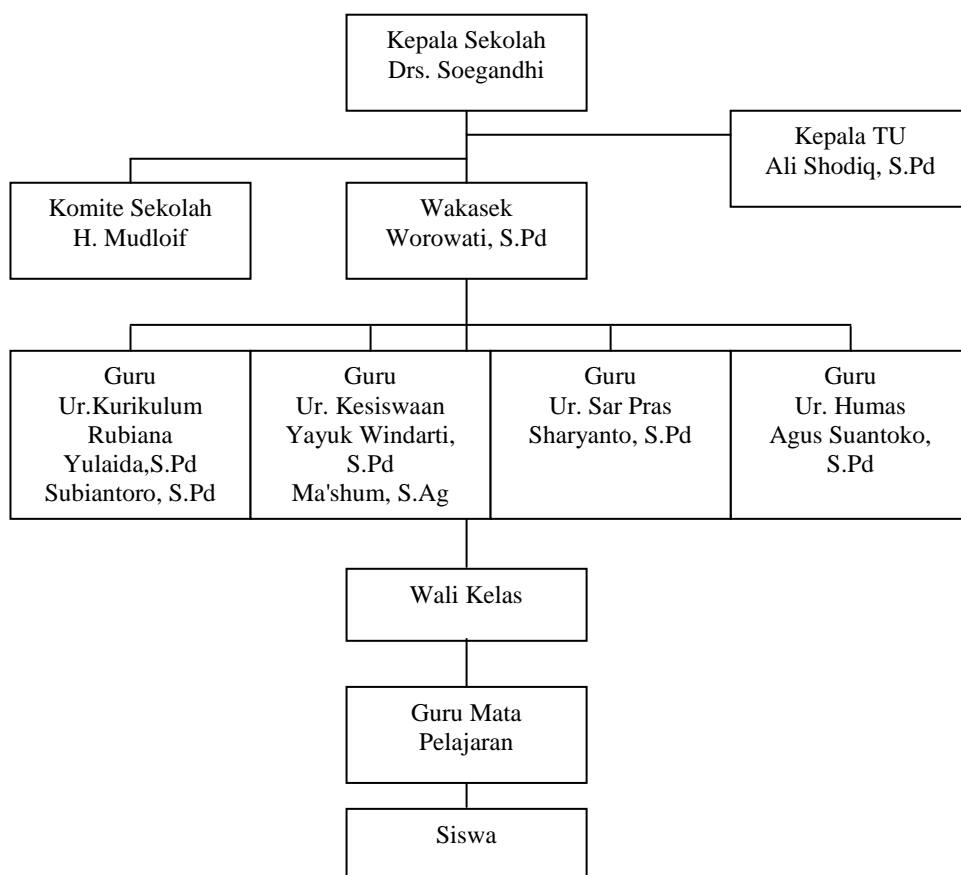 Kepala Sekolah
Drs. Soegandhi
Kepala TU
Ali Shodiq, S.Pd
Komite Sekolah
H. Mudloif
Wakasek
Worowati, S.Pd
Guru
Ur.Kurikulum
Rubiana
Yulaida,S.Pd
Subiantoro, S.Pd
Guru
Ur. Kesiswaan
Yayuk Windarti,
S.Pd
Ma'shum, S.Ag
Guru
Ur. Sar Pras
Sharyanto, S.Pd
Guru
Ur. Humas
Agus Suantoko,
S.Pd
Wali Kelas
Guru Mata
Pelajaran
Siswa